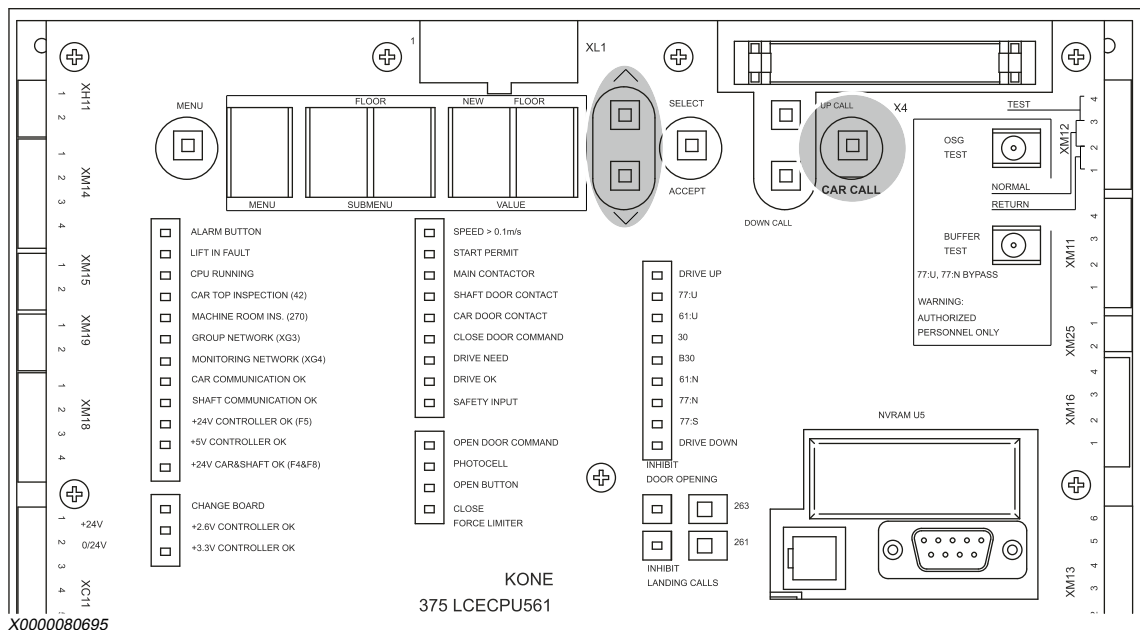 1
XL1
MENU
FLOOR
NEW FLOOR
SELECT
UP CALL
X4
TEST
4
3
2
1
XM12
OSG
TEST
MENU
SUBMENU
VALUE
ACCEPT
CAR CALL
DOWN CALL
NORMAL
RETURN
BUFFER
TEST
77:U, 77:N BYPASS
WARNING:
AUTHORIZED
PERSONNEL ONLY
1
2
XH11
1
2
3
4
XM14
1
2
XM15
1
2
XM19
1
2
3
4
XM18
1
2
3
4
+24V
0/24V
XC11
ALARM BUTTON
LIFT IN FAULT
CPU RUNNING
CAR TOP INSPECTION (42)
MACHINE ROOM INS. (270)
GROUP NETWORK (XG3)
MONITORING NETWORK (XG4)
CAR COMMUNICATION OK
SHAFT COMMUNICATION OK
+24V CONTROLLER OK (F5)
+5V CONTROLLER OK
+24V CAR&SHAFT OK (F4&F8)
CHANGE BOARD
+2.6V CONTROLLER OK
+3.3V CONTROLLER OK
SPEED > 0.1m/s
START PERMIT
MAIN CONTACTOR
SHAFT DOOR CONTACT
CAR DOOR CONTACT
CLOSE DOOR COMMAND
DRIVE NEED
DRIVE OK
SAFETY INPUT
OPEN DOOR COMMAND
PHOTOCELL
OPEN BUTTON
CLOSE
FORCE LIMITER
DRIVE UP
77:U
61:U
30
B30
61:N
77:N
77:S
DRIVE DOWN
INHIBIT
DOOR OPENING
263
261
INHIBIT
LANDING CALLS
NVRAM U5
4
3
2
1
XM11
1
2
XM25
4
3
2
1
XM16
6
5
4
3
XM13
KONE
375 LCECPU561
X0000080695